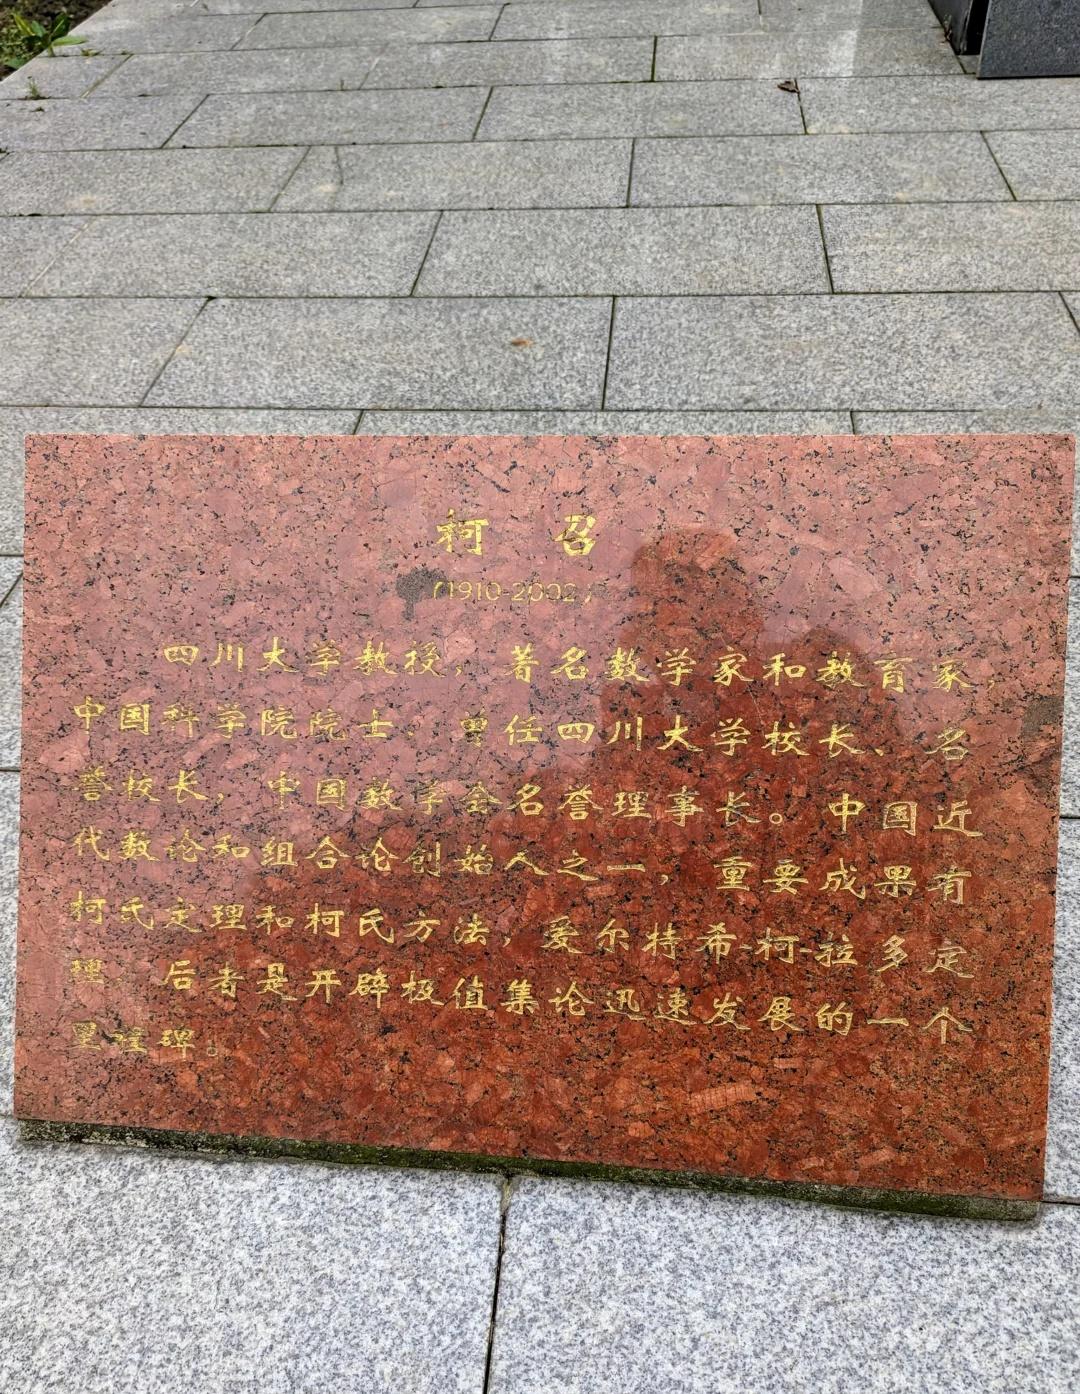 柯 召
(1910-2002)
四川大学教授，著名数学家和教育家，
中国科学院院士，曾任四川大学校长、名
誉校长，中国数学会名誉理事长。中国近
代数论和组合论创始人之一，重要成果有
柯氏定理和柯氏方法，爱尔特希-柯-拉多定
理，后者是开辟极值集论迅速发展的一个
里程碑。